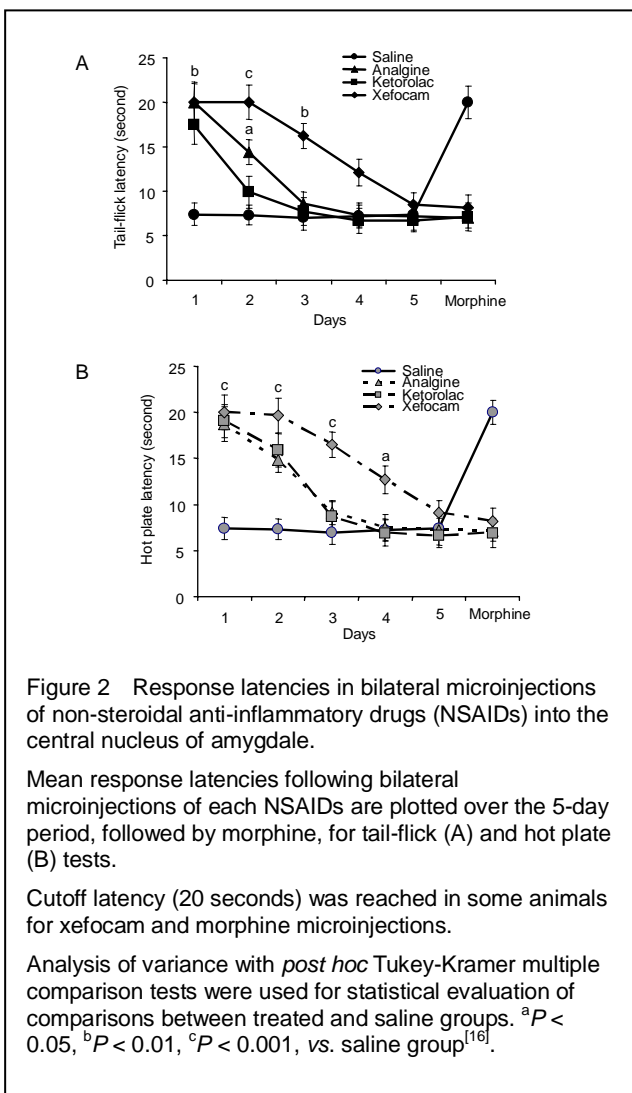 A
Saline
Analgine
Ketorolac
Xefocam
b
c
b
a
25
20
15
10
5
0
Tail-flick latency (second)
1 2 3 4 5 Morphine
Days
B
Saline
Analgine
Ketorolac
Xefocam
c
c
c
a
25
20
15
10
5
0
Hot plate latency (second)
1 2 3 4 5 Morphine
Days
Figure 2 Response latencies in bilateral microinjections
of non-steroidal anti-inflammatory drugs (NSAIDs) into the
central nucleus of amygdale.
Mean response latencies following bilateral
microinjections of each NSAIDs are plotted over the 5-day
period, followed by morphine, for tail-flick (A) and hot plate
(B) tests.
Cutoff latency (20 seconds) was reached in some animals
for xefocam and morphine microinjections.
Analysis of variance with post hoc Tukey-Kramer multiple
comparison tests were used for statistical evaluation of
comparisons between treated and saline groups. aP <
0.05, bP < 0.01, cP < 0.001, vs. saline group[16].